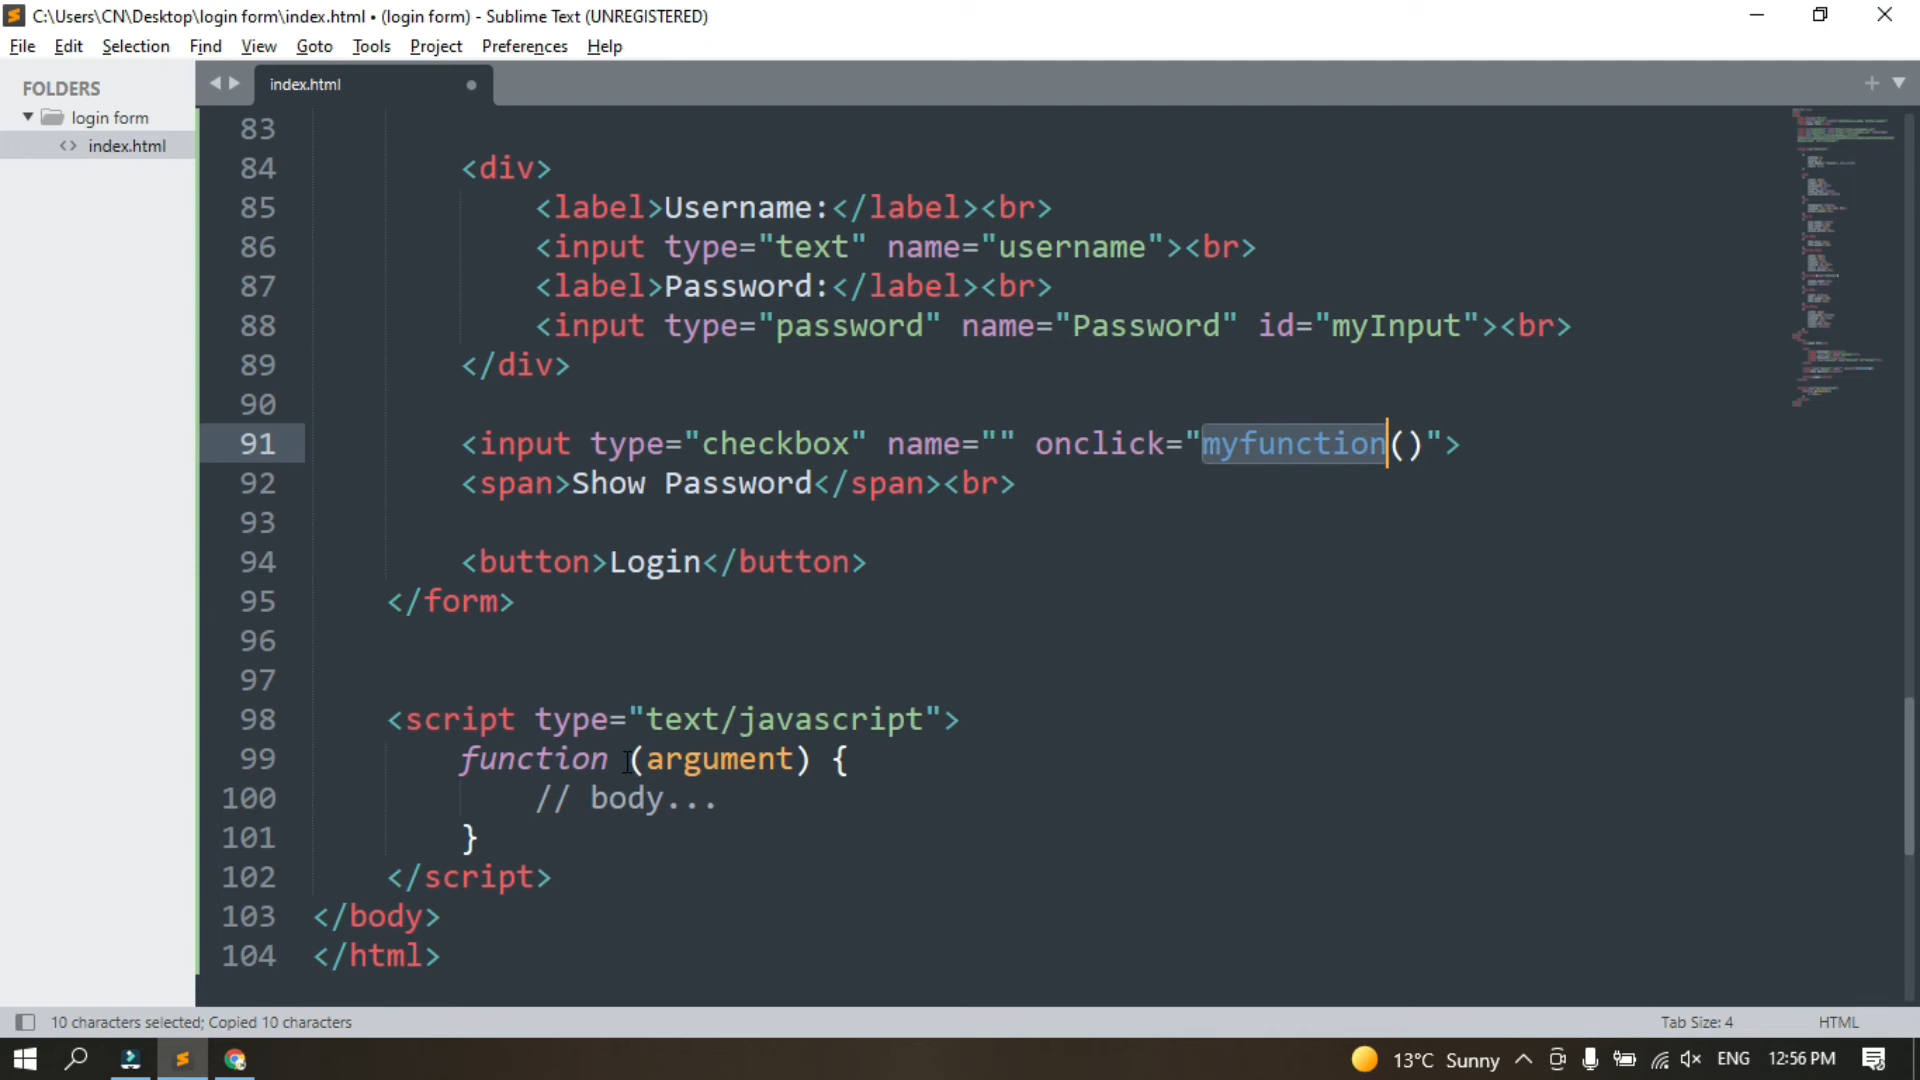 C:\Users\CN\Desktop\login form\index.html • (login form) - Sublime Text (UNREGISTERED)
File Edit Selection Find View Goto Tools Project Preferences Help
FOLDERS
login form
index.html
index.html
83
84 <div>
85 <label>Username:</label><br>
86 <input type="text" name="username"><br>
87 <label>Password:</label><br>
88 <input type="password" name="Password" id="myInput"><br>
89 </div>
90
91 <input type="checkbox" name="" onclick="myfunction()">
92 <span>Show Password</span><br>
93
94 <button>Login</button>
95 </form>
96
97
98 <script type="text/javascript">
99 function (argument) {
100 // body...
101 }
102 </script>
103 </body>
104 </html>
10 characters selected; Copied 10 characters
Tab Size: 4 HTML
13°C Sunny ENG 12:56 PM